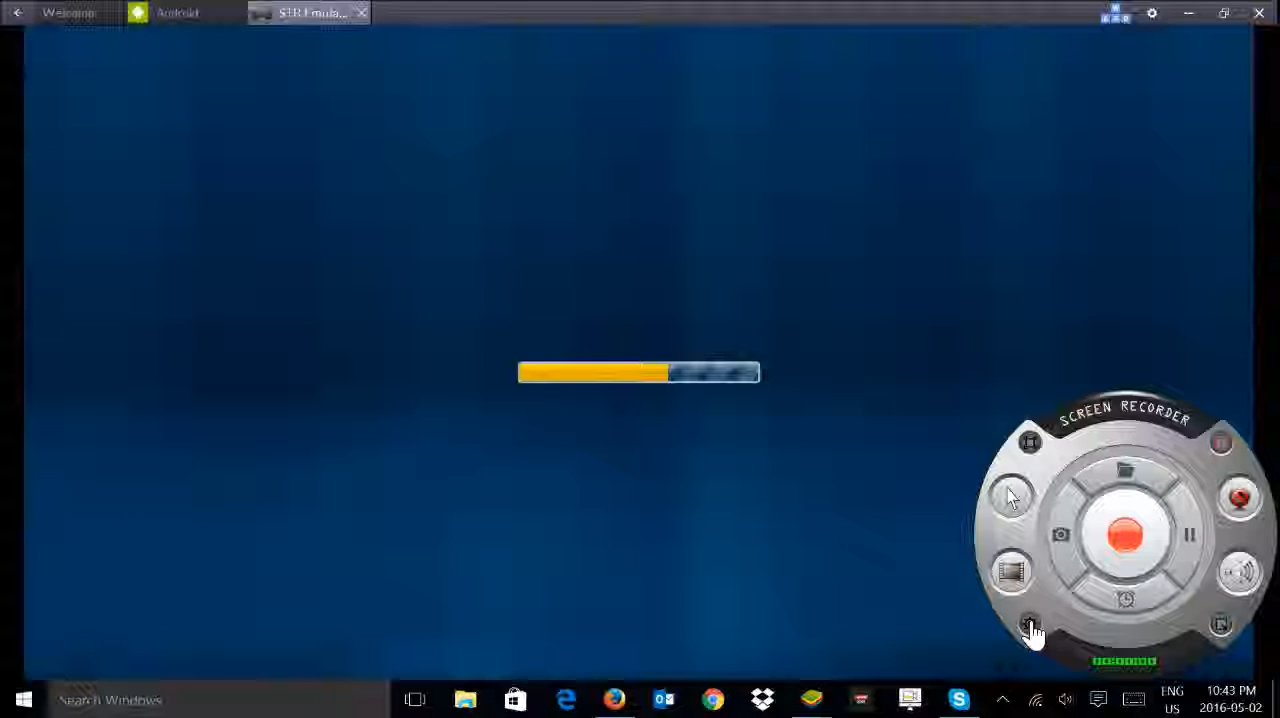 Welcome
Android
STB Emula...
SCREEN RECORDER
Search Windows
ENG
US
10:43 PM
2016-05-02